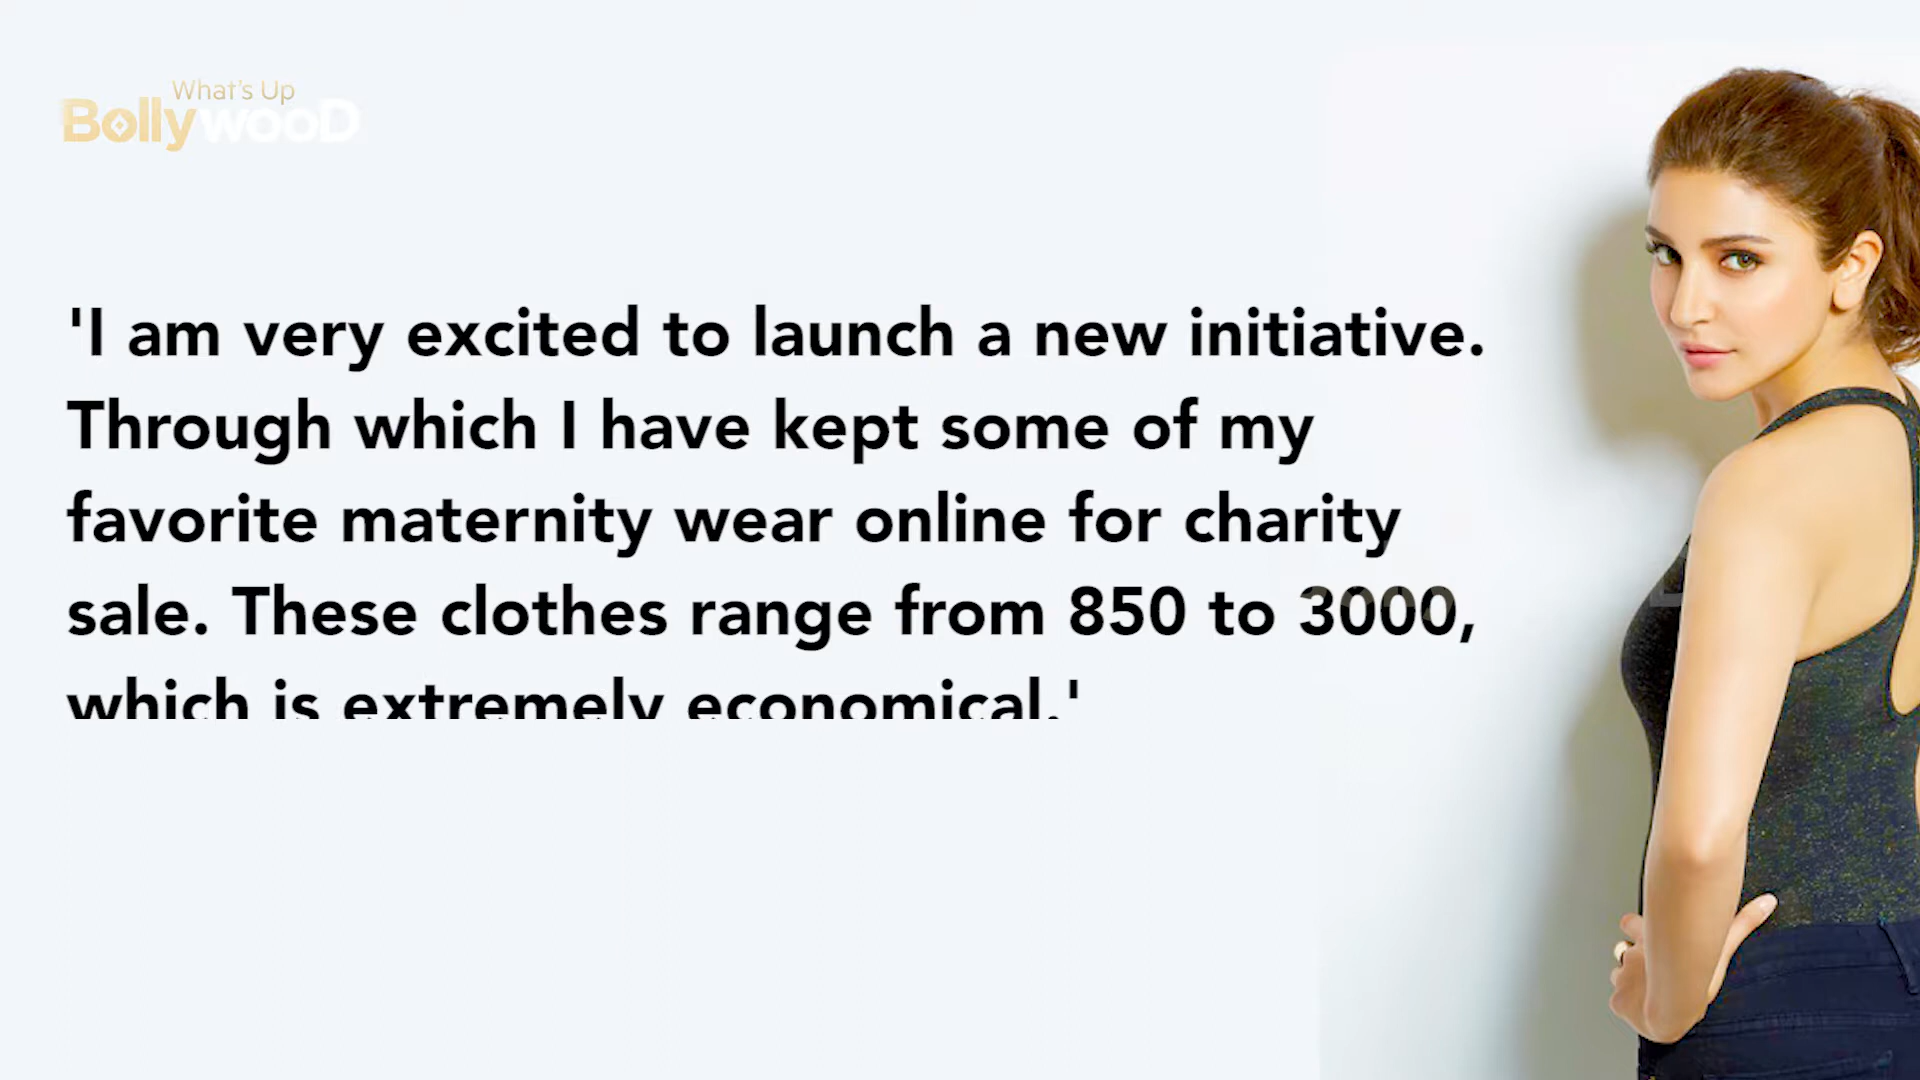 What's Up
Bollywood
'I am very excited to launch a new initiative.
Through which I have kept some of my
favorite maternity wear online for charity
sale. These clothes range from 850 to 3000,
which is extremely economical.'